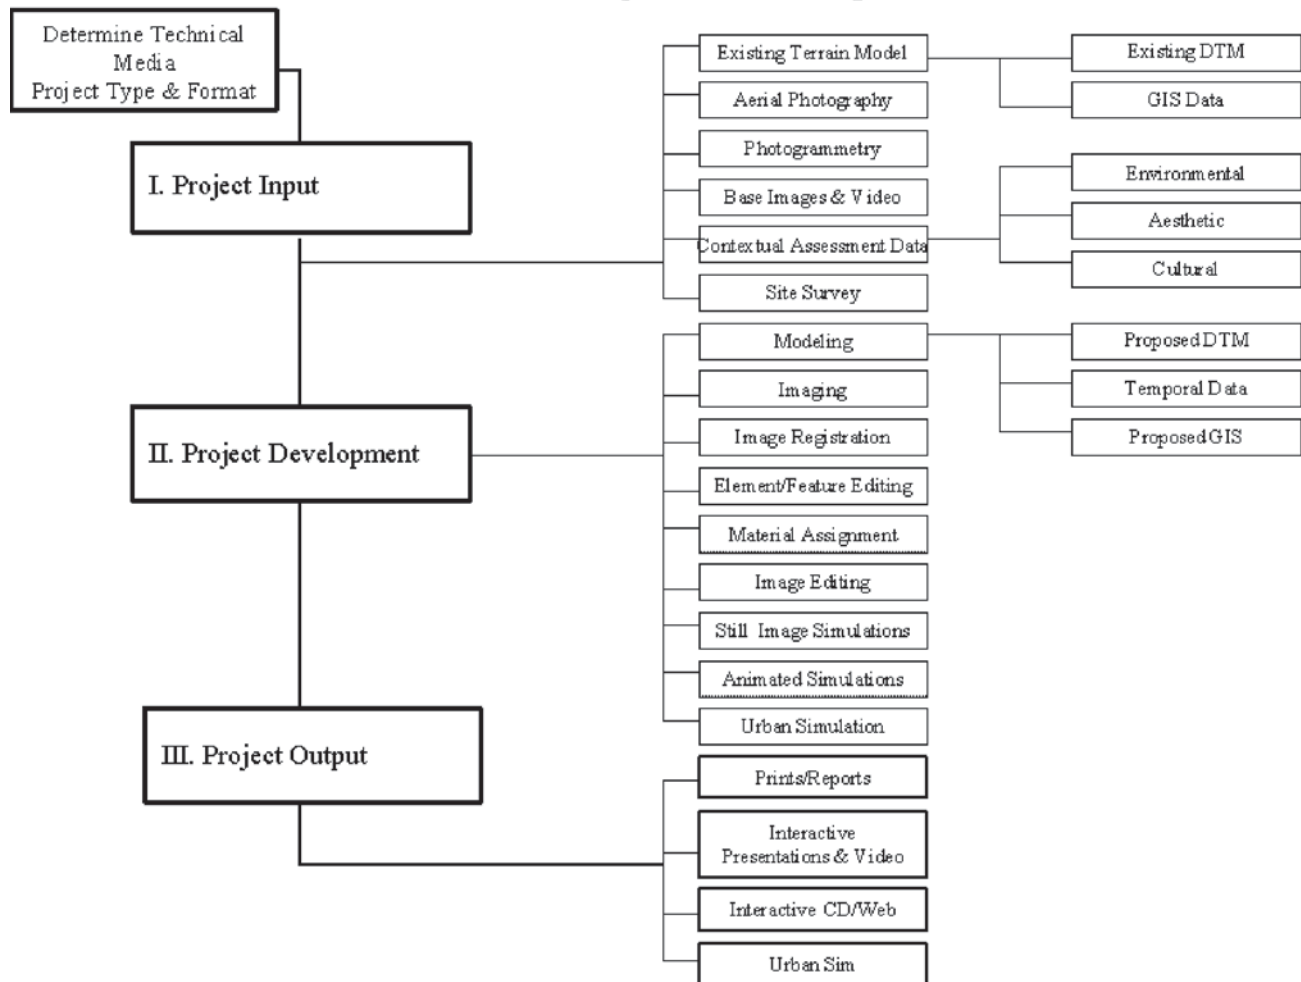 Determine Technical
Media
Project Type & Format
I. Project Input
Existing Terrain Model
Existing DTM
GIS Data
Aerial Photography
Photogrammetry
Base Images & Video
Contextual Assessment Data
Environmental
Aesthetic
Cultural
Site Survey
II. Project Development
Modeling
Proposed DTM
Temporal Data
Proposed GIS
Imaging
Image Registration
Element/Feature Editing
Material Assignment
Image Editing
Still Image Simulations
Animated Simulations
Urban Simulation
III. Project Output
Prints/Reports
Interactive
Presentations & Video
Interactive CD/Web
Urban Sim